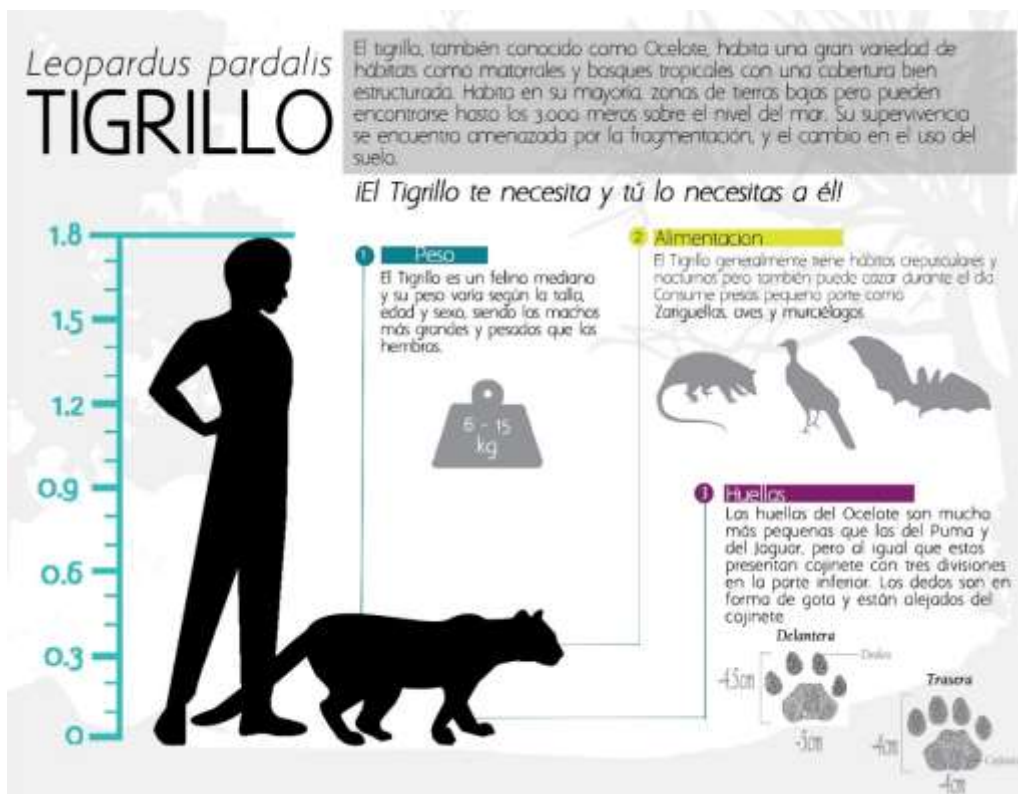 Leopardus pardalis
TIGRILLO
El tigrillo, también conocido como Ocelote, habita una gran variedad de
hábitats como matorrales y bosques tropicales con una cobertura bien
estructurada. Habita en su mayoría zonas de tierras bajas pero pueden
encontrarse hasta los 3.000 meros sobre el nivel del mar. Su supervivencia
se encuentra amenazada por la fragmentación, y el cambio en el uso del
suelo.
¡El Tigrillo te necesita y tú lo necesitas a él!
1.8
1.5
1.2
0.9
0.6
0.3
0
1 Peso
El Tigrillo es un felino mediano
y su peso varía según la talla,
edad y sexo, siendo los machos
más grandes y pesados que las
hembras.
6 - 15
kg
2 Alimentacion
El Tigrillo generalmente tiene hábitos crepusculares y
nocturnos pero también puede cazar durante el día.
Consume presas pequeno porte como
Zariguellas, aves y murciélagos.
3 Huellas
Las huellas del Ocelote son mucho
más pequenas que las del Puma y
del Jaguar, pero al igual que estos
presentan cojinete con tres divisiones
en la parte inferior. Los dedos son en
forma de gota y están alejados del
cojinete
Delantera
Dedos
~4.5cm
~5cm
Trasera
~4cm
~4cm